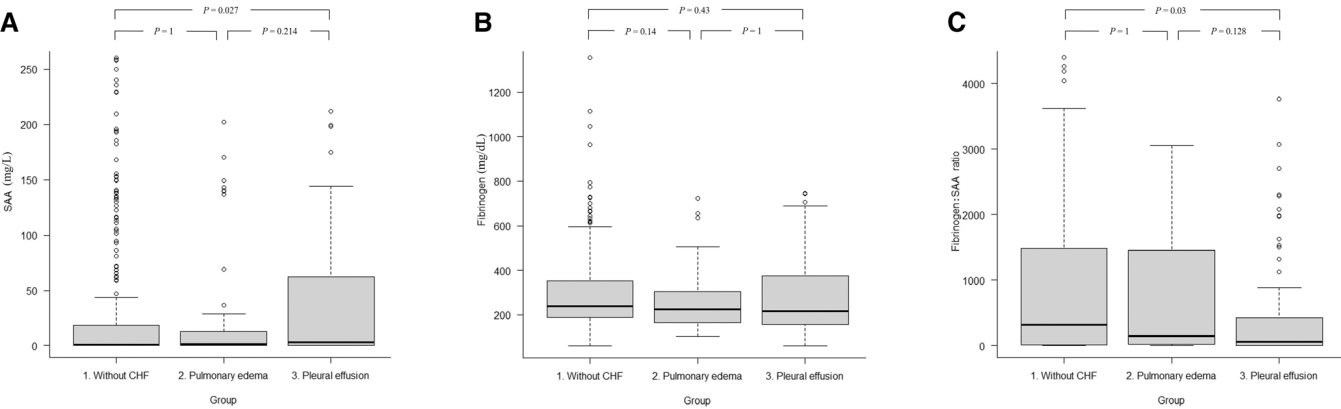 A
P = 0.027
P = 1
P = 0.214
250
200
150
100
50
0
SAA (mg/L)
1. Without CHF
2. Pulmonary edema
3. Pleural effusion
Group
B
P = 0.43
P = 0.14
P = 1
1200
1000
800
600
400
200
Fibrinogen (mg/dL)
1. Without CHF
2. Pulmonary edema
3. Pleural effusion
Group
C
P = 0.03
P = 1
P = 0.128
4000
3000
2000
1000
0
Fibrinogen:SAA ratio
1. Without CHF
2. Pulmonary edema
3. Pleural effusion
Group